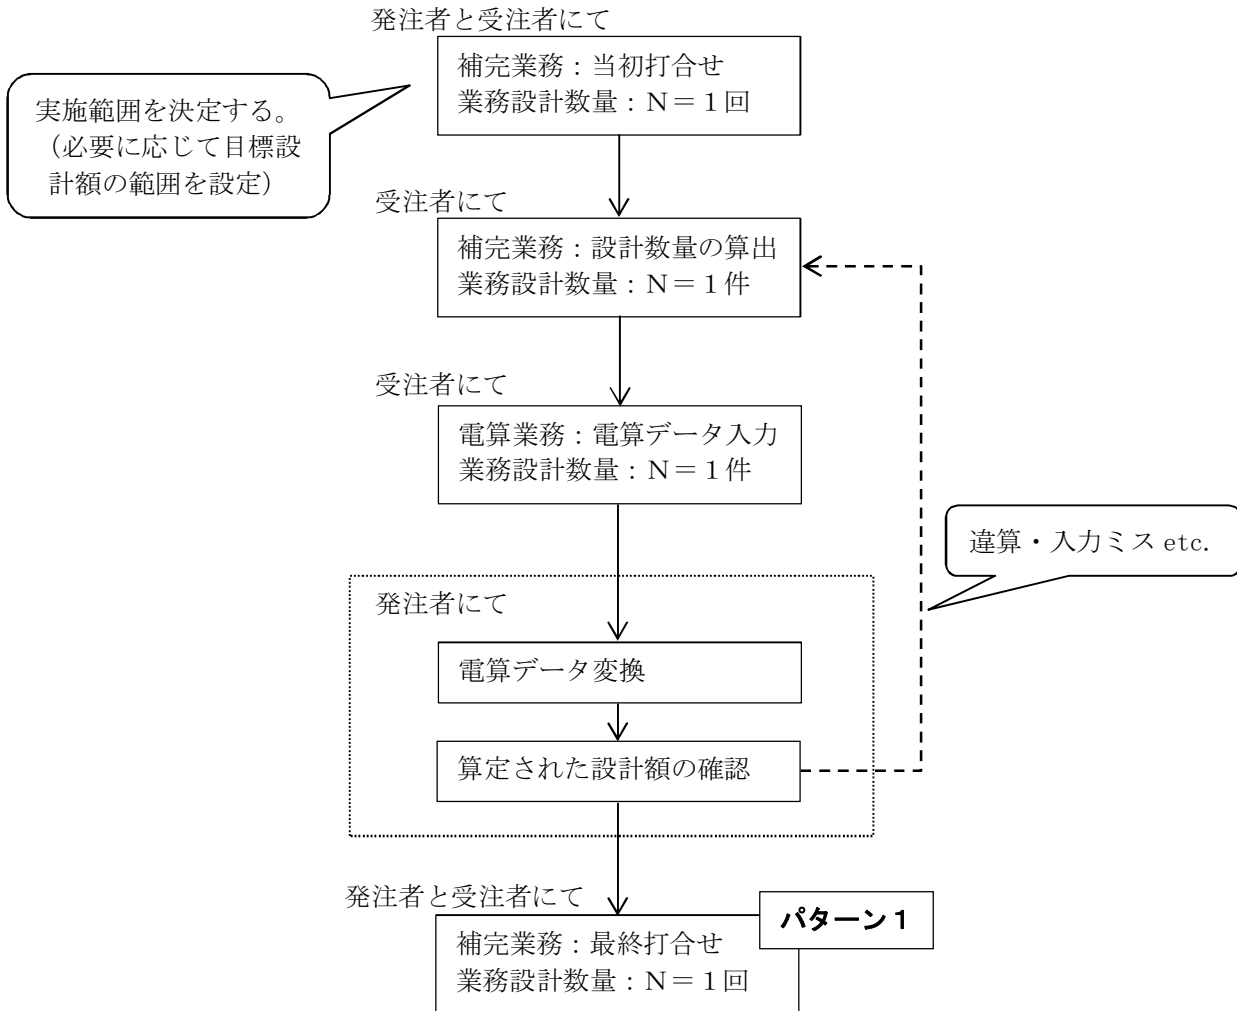 発注者と受注者にて
補完業務：当初打合せ
業務設計数量：Ｎ＝１回
実施範囲を決定する。
（必要に応じて目標設
計額の範囲を設定）
受注者にて
補完業務：設計数量の算出
業務設計数量：Ｎ＝１件
受注者にて
電算業務：電算データ入力
業務設計数量：Ｎ＝１件
違算・入力ミス etc.
発注者にて
電算データ変換
算定された設計額の確認
発注者と受注者にて
パターン１
補完業務：最終打合せ
業務設計数量：Ｎ＝１回